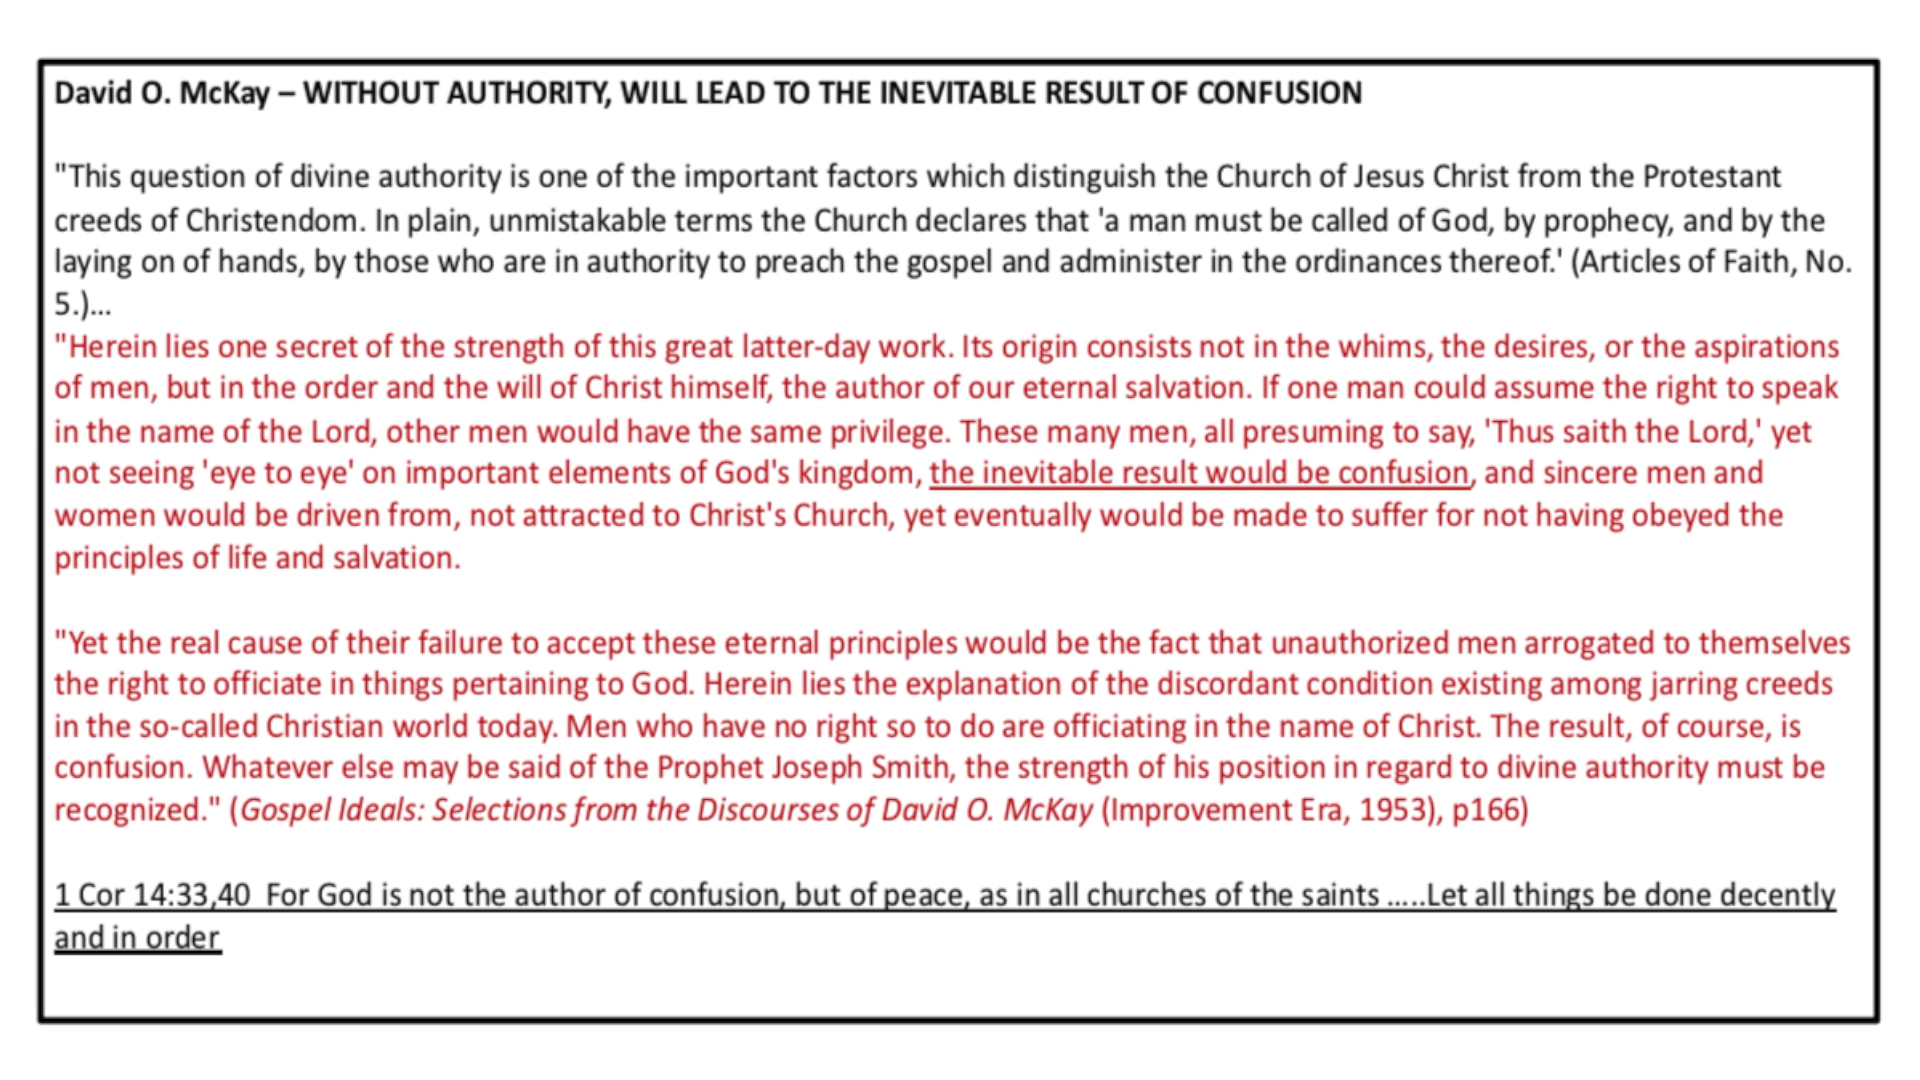 David O. McKay – WITHOUT AUTHORITY, WILL LEAD TO THE INEVITABLE RESULT OF CONFUSION
"This question of divine authority is one of the important factors which distinguish the Church of Jesus Christ from the Protestant
creeds of Christendom. In plain, unmistakable terms the Church declares that 'a man must be called of God, by prophecy, and by the
laying on of hands, by those who are in authority to preach the gospel and administer in the ordinances thereof.' (Articles of Faith, No.
5.)...
"Herein lies one secret of the strength of this great latter-day work. Its origin consists not in the whims, the desires, or the aspirations
of men, but in the order and the will of Christ himself, the author of our eternal salvation. If one man could assume the right to speak
in the name of the Lord, other men would have the same privilege. These many men, all presuming to say, 'Thus saith the Lord,' yet
not seeing 'eye to eye' on important elements of God's kingdom, the inevitable result would be confusion, and sincere men and
women would be driven from, not attracted to Christ's Church, yet eventually would be made to suffer for not having obeyed the
principles of life and salvation.
"Yet the real cause of their failure to accept these eternal principles would be the fact that unauthorized men arrogated to themselves
the right to officiate in things pertaining to God. Herein lies the explanation of the discordant condition existing among jarring creeds
in the so-called Christian world today. Men who have no right so to do are officiating in the name of Christ. The result, of course, is
confusion. Whatever else may be said of the Prophet Joseph Smith, the strength of his position in regard to divine authority must be
recognized." (Gospel Ideals: Selections from the Discourses of David O. McKay (Improvement Era, 1953), p166)
1 Cor 14:33,40  For God is not the author of confusion, but of peace, as in all churches of the saints .....Let all things be done decently
and in order